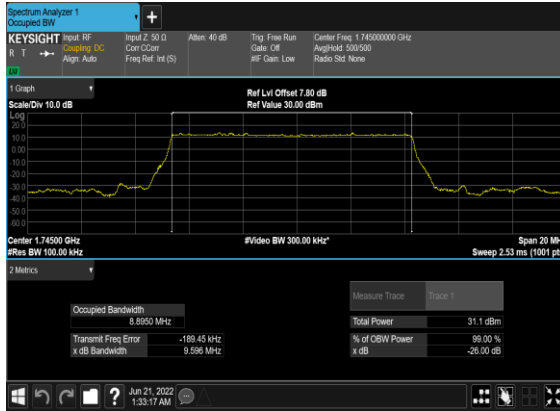 Spectrum Analyzer 1
Occupied BW
+
KEYSIGHT Input: RF Input Z: 50 Ω Atten: 40 dB Trig: Free Run Center Freq: 1.745000000 GHz
R T Coupling: DC Corr CCorr Gate: Off Avg|Hold: 500/500
Align: Auto Freq Ref: Int (S) #IF Gain: Low Radio Std: None
LV
1 Graph Ref Lvl Offset 7.80 dB
Scale/Div 10.0 dB Ref Value 30.00 dBm
Log
20.0
10.0
0.00
-10.0
-20.0
-30.0
-40.0
-50.0
-60.0
Center 1.74500 GHz #Video BW 300.00 kHz* Span 20 MH
#Res BW 100.00 kHz Sweep 2.53 ms (1001 pt
2 Metrics
Measure Trace Trace 1
Occupied Bandwidth
8.8950 MHz Total Power 31.1 dBm
Transmit Freq Error -189.45 kHz % of OBW Power 99.00 %
x dB Bandwidth 9.596 MHz x dB -26.00 dB
? Jun 21, 2022
1:33:17 AM